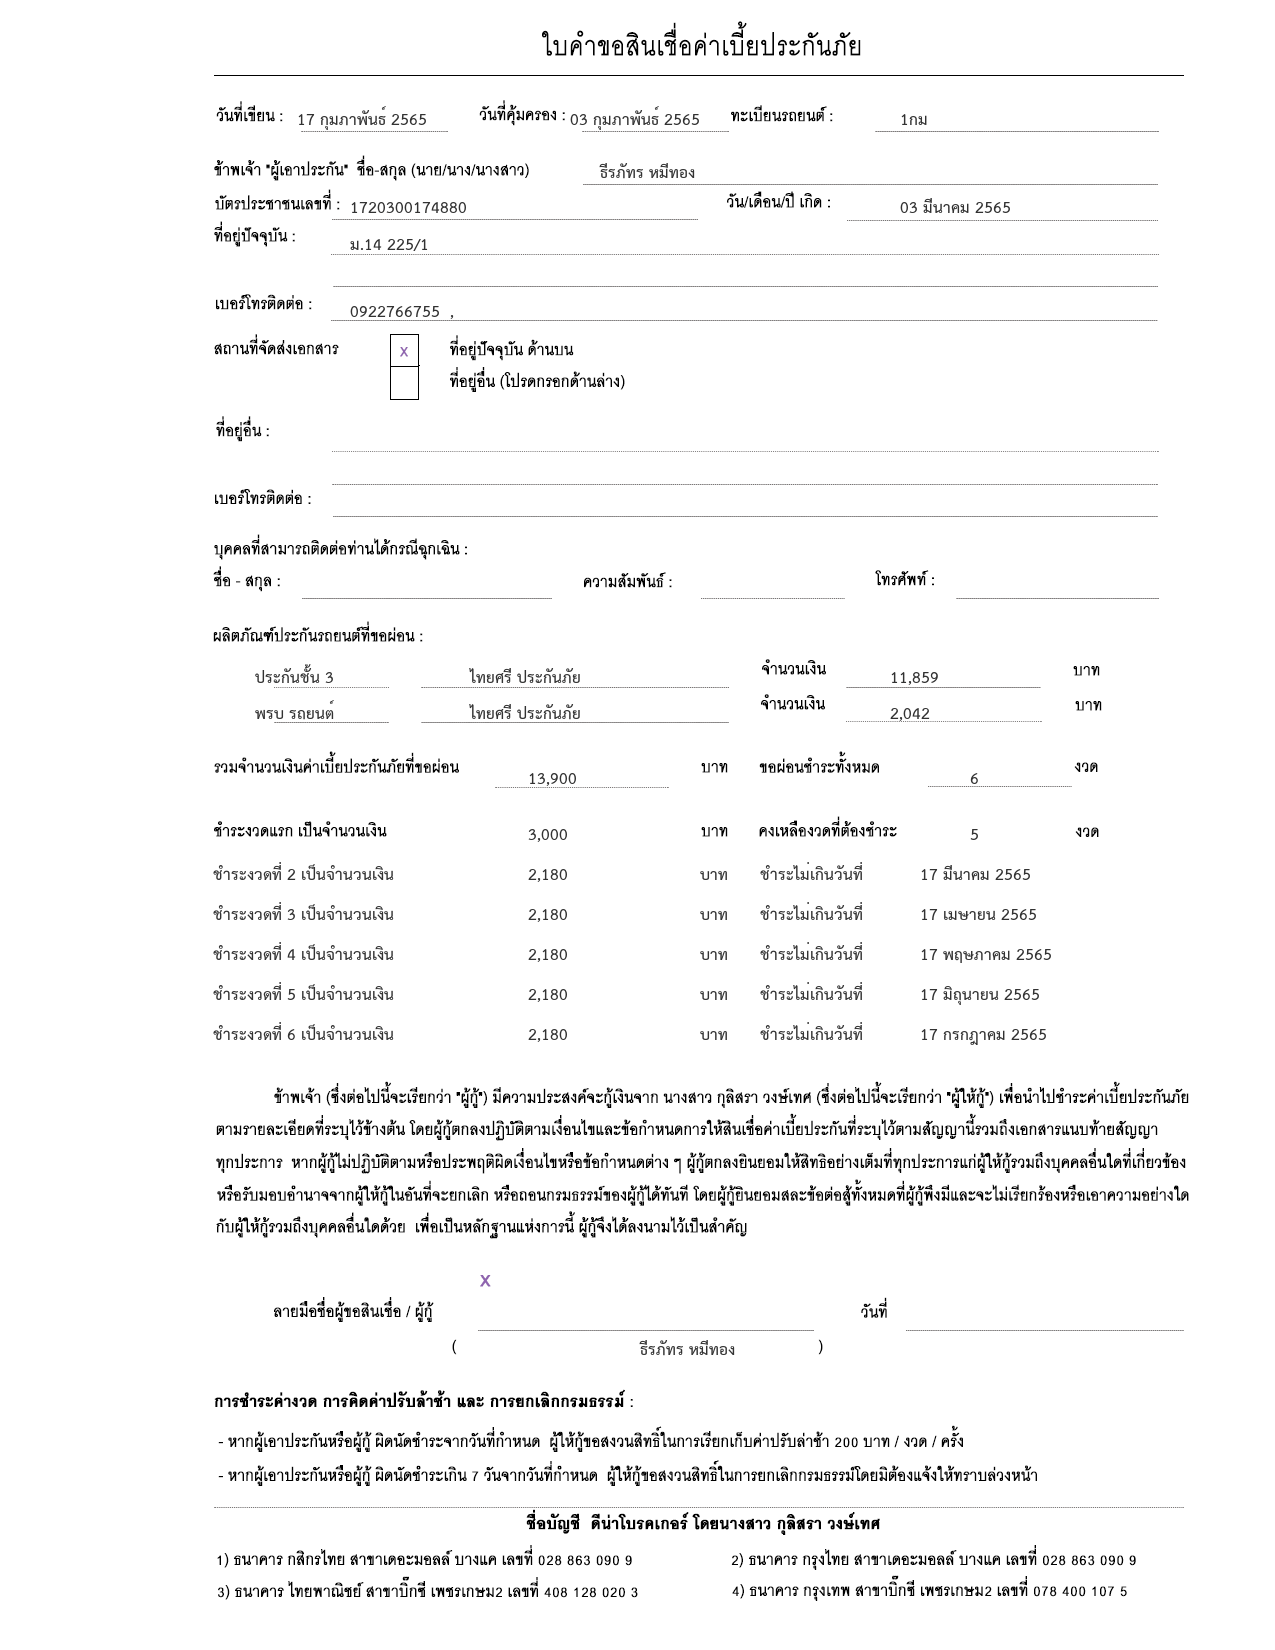 ใบคำขอสินเชื่อค่าเบี้ยประกันภัย
วันที่เขียน : 17 กุมภาพันธ์ 2565 วันที่คุ้มครอง : 03 กุมภาพันธ์ 2565 ทะเบียนรถยนต์ : 1กม
ข้าพเจ้า "ผู้เอาประกัน" ชื่อ-สกุล (นาย/นาง/นางสาว) ธีรภัทร หมีทอง
บัตรประชาชนเลขที่ : 1720300174880 วัน/เดือน/ปี เกิด : 03 มีนาคม 2565
ที่อยู่ปัจจุบัน : ม.14 225/1
เบอร์โทรติดต่อ : 0922766755 ,
สถานที่จัดส่งเอกสาร x ที่อยู่ปัจจุบัน ด้านบน
ที่อยู่อื่น (โปรดกรอกด้านล่าง)
ที่อยู่อื่น :
เบอร์โทรติดต่อ :
บุคคลที่สามารถติดต่อท่านได้กรณีฉุกเฉิน :
ชื่อ - สกุล : ความสัมพันธ์ : โทรศัพท์ :
ผลิตภัณฑ์ประกันรถยนต์ที่ขอผ่อน :
ประกันชั้น 3 ไทยศรี ประกันภัย จำนวนเงิน 11,859 บาท
พรบ รถยนต์ ไทยศรี ประกันภัย จำนวนเงิน 2,042 บาท
รวมจำนวนเงินค่าเบี้ยประกันภัยที่ขอผ่อน 13,900 บาท ขอผ่อนชำระทั้งหมด 6 งวด
ชำระงวดแรก เป็นจำนวนเงิน 3,000 บาท คงเหลืองวดที่ต้องชำระ 5 งวด
ชำระงวดที่ 2 เป็นจำนวนเงิน 2,180 บาท ชำระไม่เกินวันที่ 17 มีนาคม 2565
ชำระงวดที่ 3 เป็นจำนวนเงิน 2,180 บาท ชำระไม่เกินวันที่ 17 เมษายน 2565
ชำระงวดที่ 4 เป็นจำนวนเงิน 2,180 บาท ชำระไม่เกินวันที่ 17 พฤษภาคม 2565
ชำระงวดที่ 5 เป็นจำนวนเงิน 2,180 บาท ชำระไม่เกินวันที่ 17 มิถุนายน 2565
ชำระงวดที่ 6 เป็นจำนวนเงิน 2,180 บาท ชำระไม่เกินวันที่ 17 กรกฎาคม 2565
ข้าพเจ้า (ซึ่งต่อไปนี้จะเรียกว่า "ผู้กู้") มีความประสงค์จะกู้เงินจาก นางสาว กุลิสรา วงษ์เทศ (ซึ่งต่อไปนี้จะเรียกว่า "ผู้ให้กู้") เพื่อนำไปชำระค่าเบี้ยประกันภัย
ตามรายละเอียดที่ระบุไว้ข้างต้น โดยผู้กู้ตกลงปฏิบัติตามเงื่อนไขและข้อกำหนดการให้สินเชื่อค่าเบี้ยประกันที่ระบุไว้ตามสัญญานี้รวมถึงเอกสารแนบท้ายสัญญา
ทุกประการ หากผู้กู้ไม่ปฏิบัติตามหรือประพฤติผิดเงื่อนไขหรือข้อกำหนดต่าง ๆ ผู้กู้ตกลงยินยอมให้สิทธิอย่างเต็มที่ทุกประการแก่ผู้ให้กู้รวมถึงบุคคลอื่นใดที่เกี่ยวข้อง
หรือรับมอบอำนาจจากผู้ให้กู้ในอันที่จะยกเลิก หรือถอนกรมธรรม์ของผู้กู้ได้ทันที โดยผู้กู้ยินยอมสละข้อต่อสู้ทั้งหมดที่ผู้กู้พึงมีและจะไม่เรียกร้องหรือเอาความอย่างใด
กับผู้ให้กู้รวมถึงบุคคลอื่นใดด้วย เพื่อเป็นหลักฐานแห่งการนี้ ผู้กู้จึงได้ลงนามไว้เป็นสำคัญ
x
ลายมือชื่อผู้ขอสินเชื่อ / ผู้กู้ วันที่
( ธีรภัทร หมีทอง )
การชำระค่างวด การคิดค่าปรับล้าช้า และ การยกเลิกกรมธรรม์ :
- หากผู้เอาประกันหรือผู้กู้ ผิดนัดชำระจากวันที่กำหนด ผู้ให้กู้ขอสงวนสิทธิ์ในการเรียกเก็บค่าปรับล่าช้า 200 บาท / งวด / ครั้ง
- หากผู้เอาประกันหรือผู้กู้ ผิดนัดชำระเกิน 7 วันจากวันที่กำหนด ผู้ให้กู้ขอสงวนสิทธิ์ในการยกเลิกกรมธรรม์โดยมิต้องแจ้งให้ทราบล่วงหน้า
ชื่อบัญชี ดีน่าโบรคเกอร์ โดยนางสาว กุลิสรา วงษ์เทศ
1) ธนาคาร กสิกรไทย สาขาเดอะมอลล์ บางแค เลขที่ 028 863 090 9 2) ธนาคาร กรุงไทย สาขาเดอะมอลล์ บางแค เลขที่ 028 863 090 9
3) ธนาคาร ไทยพาณิชย์ สาขาบิ๊กซี เพชรเกษม2 เลขที่ 408 128 020 3 4) ธนาคาร กรุงเทพ สาขาบิ๊กซี เพชรเกษม2 เลขที่ 078 400 107 5